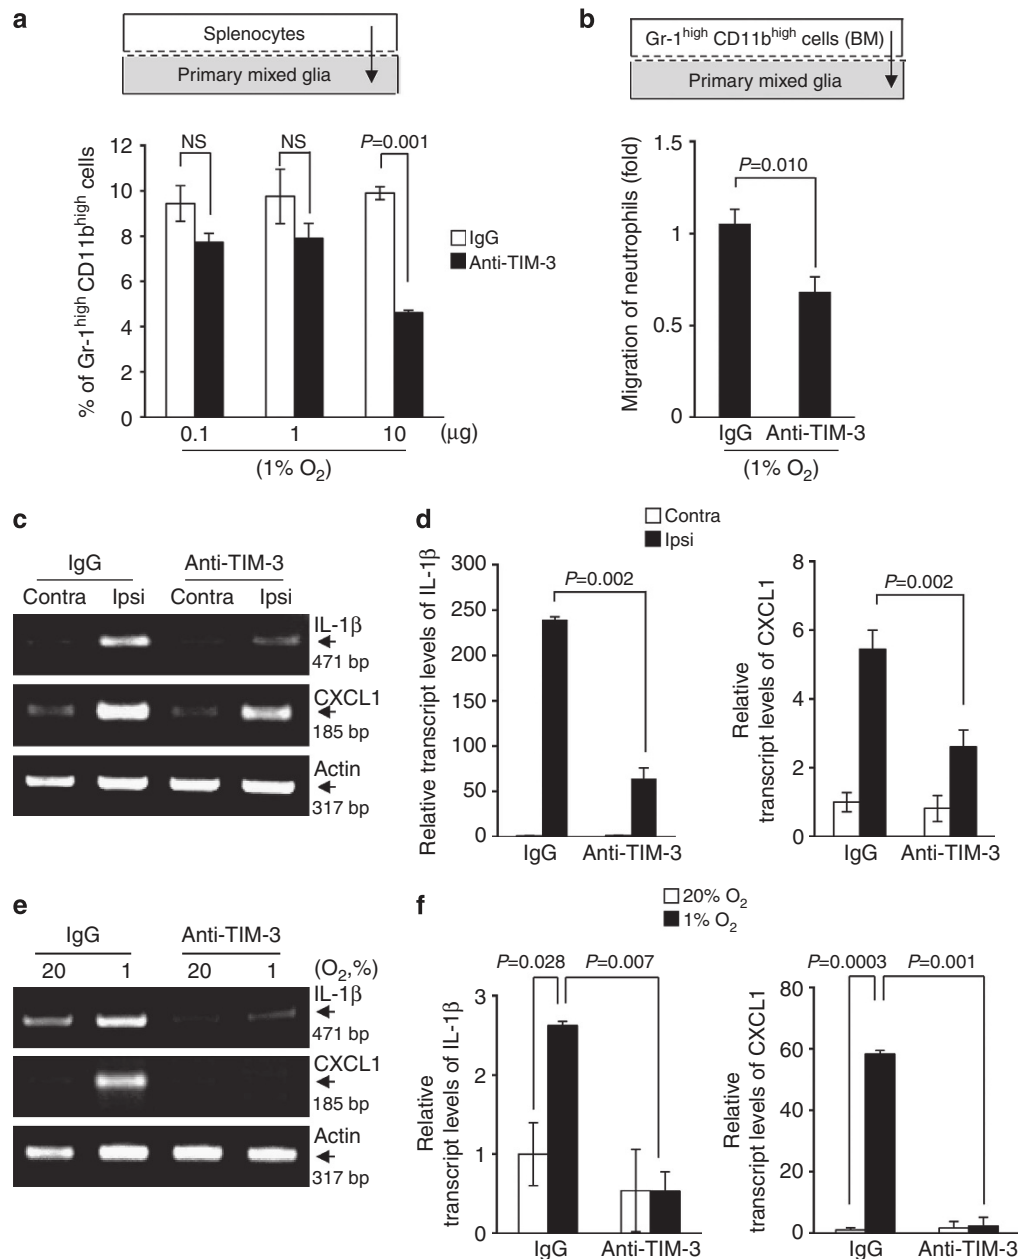 a
Splenocytes
Primary mixed glia
% of Gr-1high CD11bhigh cells
12
10
8
6
4
2
0
NS
NS
P=0.001
IgG
Anti-TIM-3
0.1
1
10
(μg)
(1% O2)
b
Gr-1high CD11bhigh cells (BM)
Primary mixed glia
Migration of neutrophils (fold)
1.5
1
0.5
0
P=0.010
IgG Anti-TIM-3
(1% O2)
c
IgG Anti-TIM-3
Contra Ipsi Contra Ipsi
IL-1β
471 bp
CXCL1
185 bp
Actin
317 bp
d
Contra
Ipsi
Relative transcript levels of IL-1β
300
250
200
150
100
50
0
P=0.002
IgG Anti-TIM-3
Relative
transcript levels of CXCL1
8
6
4
2
0
P=0.002
IgG Anti-TIM-3
e
IgG Anti-TIM-3
20 1 20 1 (O2,%)
IL-1β
471 bp
CXCL1
185 bp
Actin
317 bp
f
20% O2
1% O2
Relative
transcript levels of IL-1β
3
2
1
0
P=0.028 P=0.007
IgG Anti-TIM-3
Relative
transcript levels of CXCL1
80
60
40
20
0
P=0.0003 P=0.001
IgG Anti-TIM-3